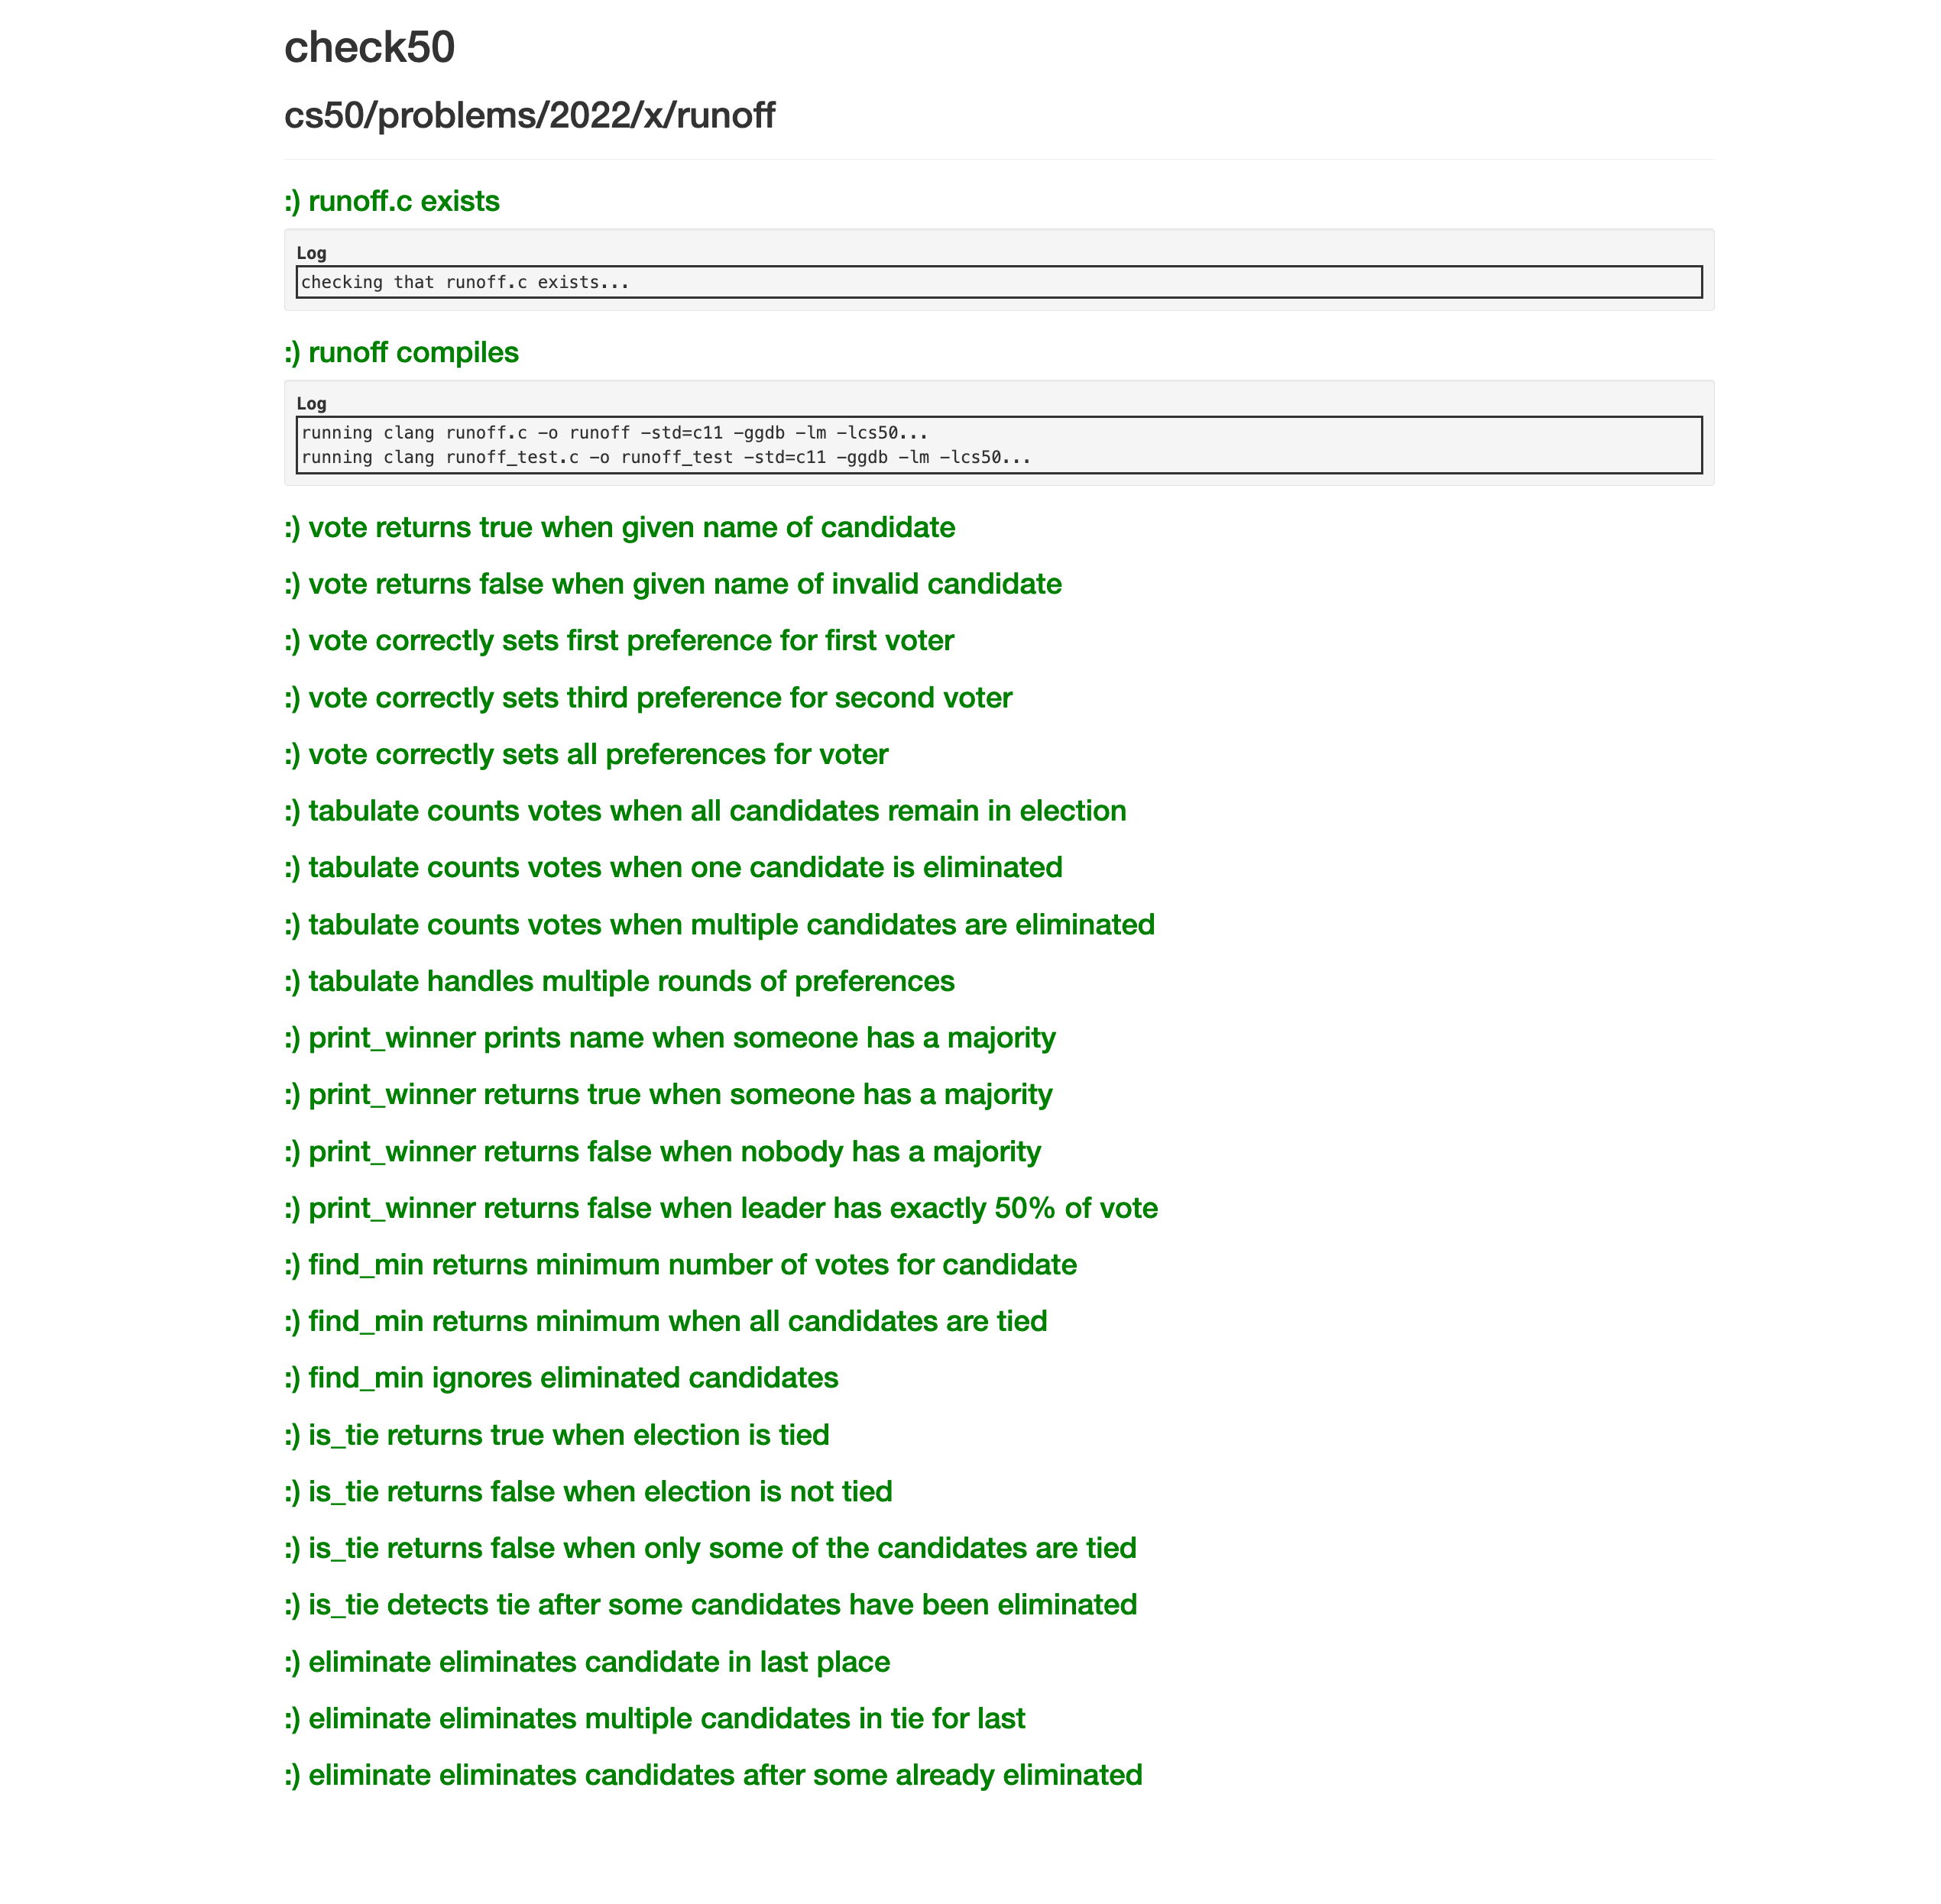 check50
cs50/problems/2022/x/runoff
:) runoff.c exists
Log
checking that runoff.c exists...
:) runoff compiles
Log
running clang runoff.c -o runoff -std=c11 -ggdb -lm -lcs50...
running clang runoff_test.c -o runoff_test -std=c11 -ggdb -lm -lcs50...
:) vote returns true when given name of candidate
:) vote returns false when given name of invalid candidate
:) vote correctly sets first preference for first voter
:) vote correctly sets third preference for second voter
:) vote correctly sets all preferences for voter
:) tabulate counts votes when all candidates remain in election
:) tabulate counts votes when one candidate is eliminated
:) tabulate counts votes when multiple candidates are eliminated
:) tabulate handles multiple rounds of preferences
:) print_winner prints name when someone has a majority
:) print_winner returns true when someone has a majority
:) print_winner returns false when nobody has a majority
:) print_winner returns false when leader has exactly 50% of vote
:) find_min returns minimum number of votes for candidate
:) find_min returns minimum when all candidates are tied
:) find_min ignores eliminated candidates
:) is_tie returns true when election is tied
:) is_tie returns false when election is not tied
:) is_tie returns false when only some of the candidates are tied
:) is_tie detects tie after some candidates have been eliminated
:) eliminate eliminates candidate in last place
:) eliminate eliminates multiple candidates in tie for last
:) eliminate eliminates candidates after some already eliminated